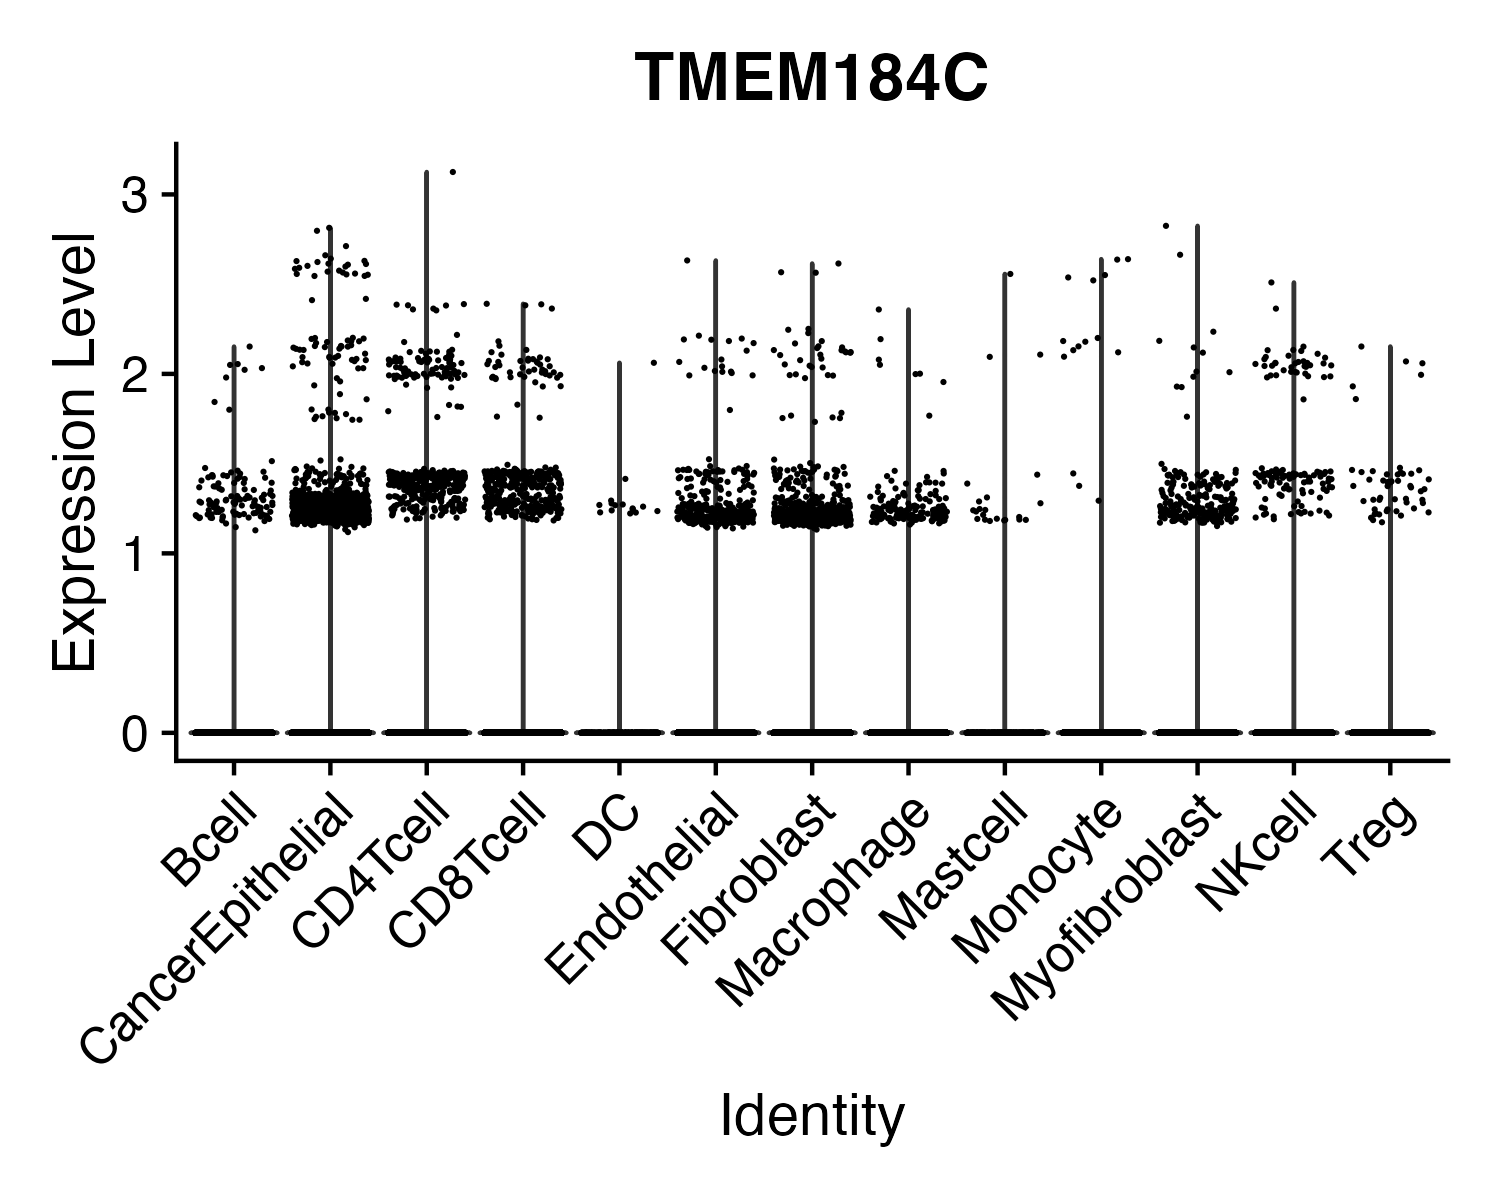 TMEM184C
Expression Level
3
2
1
0
Bcell
CancerEpithelial
CD4Tcell
CD8Tcell
DC
Endothelial
Fibroblast
Macrophage
Mastcell
Monocyte
Myofibroblast
NKcell
Treg
Identity